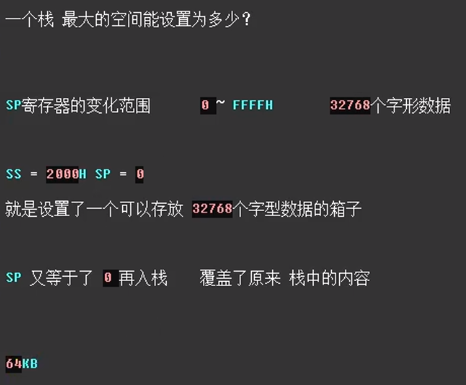 一个栈 最大的空间能设置为多少?
SP寄存器的变化范围 0 ~ FFFFH 32768个字形数据
SS = 2000H SP = 0
就是设置了一个可以存放 32768个字型数据的箱子
SP 又等于了 0 再入栈 覆盖了原来 栈中的内容
64KB